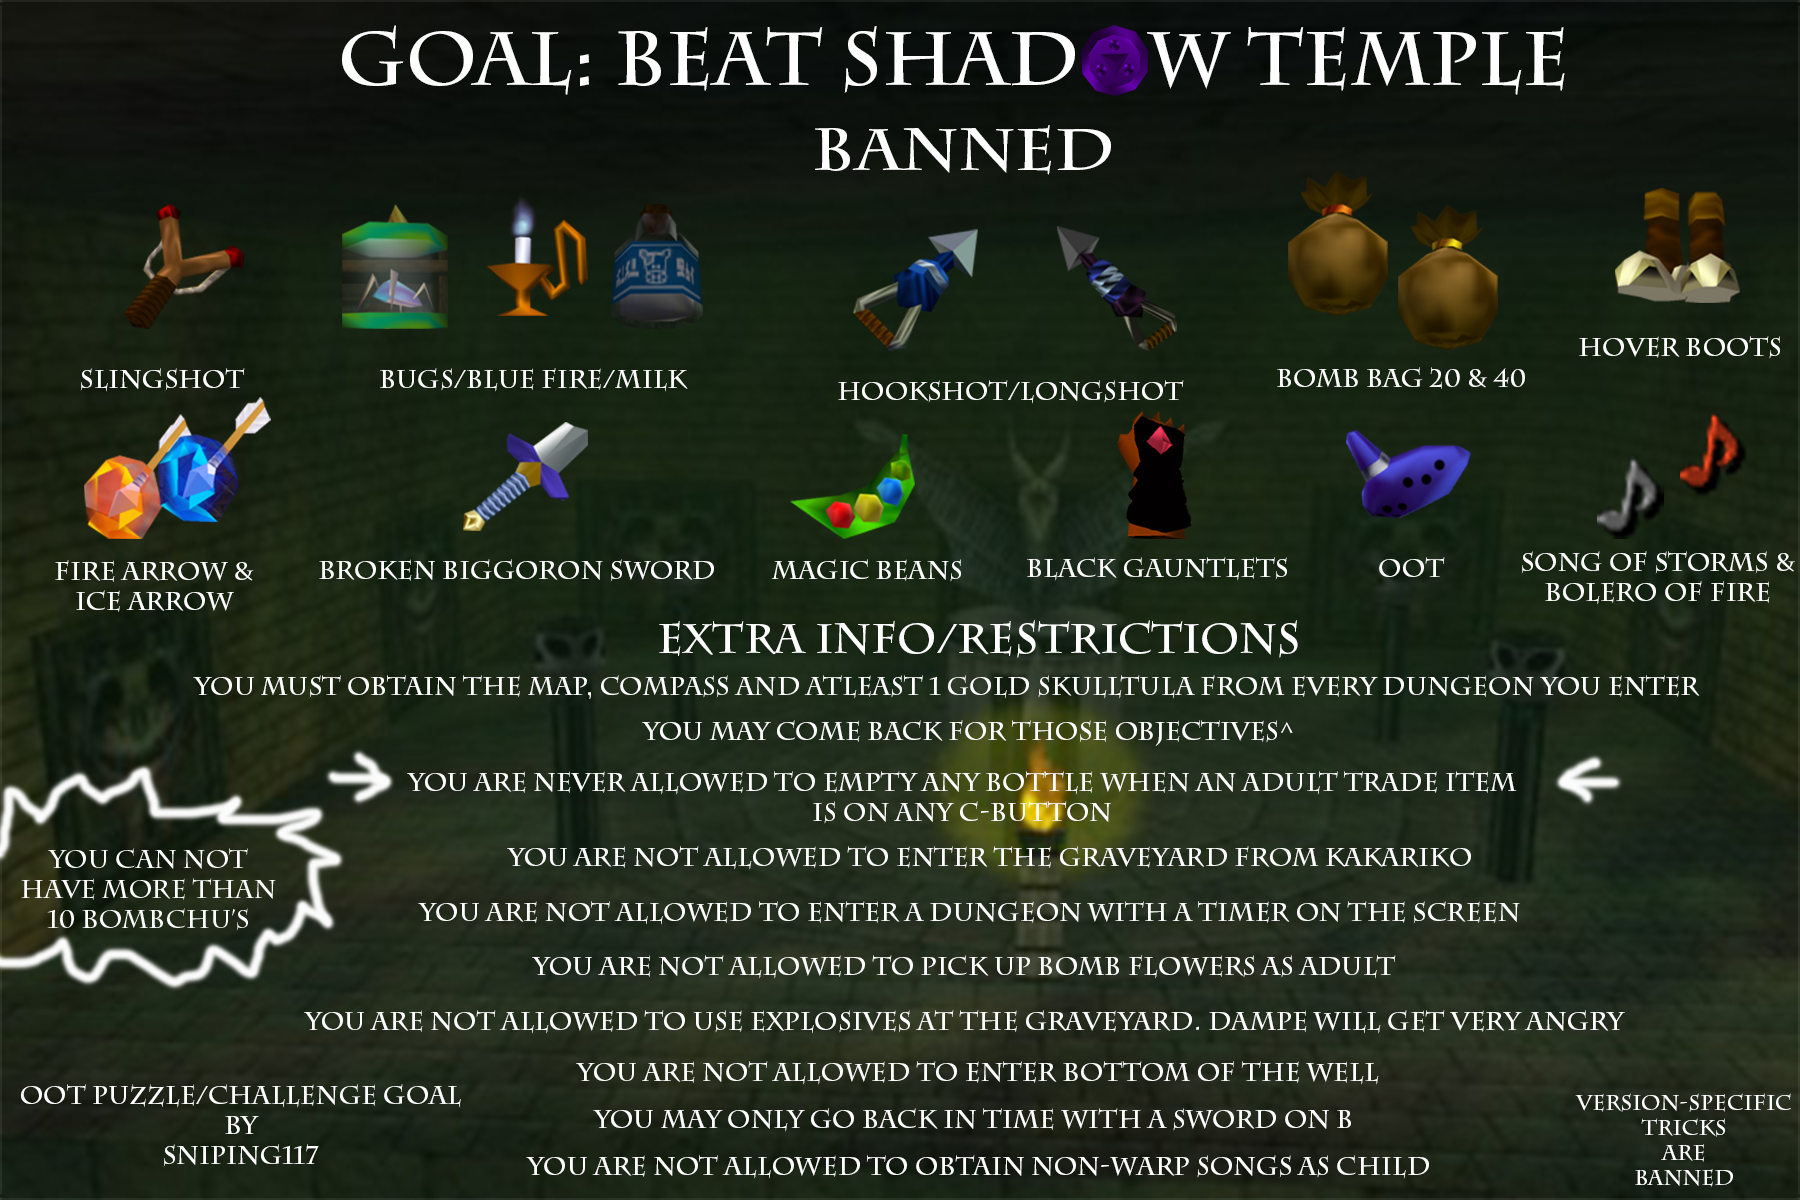 GOAL: BEAT SHADOW TEMPLE
BANNED
SLINGSHOT
BUGS/BLUE FIRE/MILK
HOOKSHOT/LONGSHOT
BOMB BAG 20 & 40
HOVER BOOTS
FIRE ARROW &
ICE ARROW
BROKEN BIGGORON SWORD
MAGIC BEANS
BLACK GAUNTLETS
OOT
SONG OF STORMS &
BOLERO OF FIRE
EXTRA INFO/RESTRICTIONS
YOU MUST OBTAIN THE MAP, COMPASS AND ATLEAST 1 GOLD SKULLTULA FROM EVERY DUNGEON YOU ENTER
YOU MAY COME BACK FOR THOSE OBJECTIVES^
YOU ARE NEVER ALLOWED TO EMPTY ANY BOTTLE WHEN AN ADULT TRADE ITEM
IS ON ANY C-BUTTON
YOU CAN NOT
HAVE MORE THAN
10 BOMBCHU'S
YOU ARE NOT ALLOWED TO ENTER THE GRAVEYARD FROM KAKARIKO
YOU ARE NOT ALLOWED TO ENTER A DUNGEON WITH A TIMER ON THE SCREEN
YOU ARE NOT ALLOWED TO PICK UP BOMB FLOWERS AS ADULT
YOU ARE NOT ALLOWED TO USE EXPLOSIVES AT THE GRAVEYARD. DAMPE WILL GET VERY ANGRY
YOU ARE NOT ALLOWED TO ENTER BOTTOM OF THE WELL
YOU MAY ONLY GO BACK IN TIME WITH A SWORD ON B
YOU ARE NOT ALLOWED TO OBTAIN NON-WARP SONGS AS CHILD
OOT PUZZLE/CHALLENGE GOAL
BY
SNIPING117
VERSION-SPECIFIC
TRICKS
ARE
BANNED